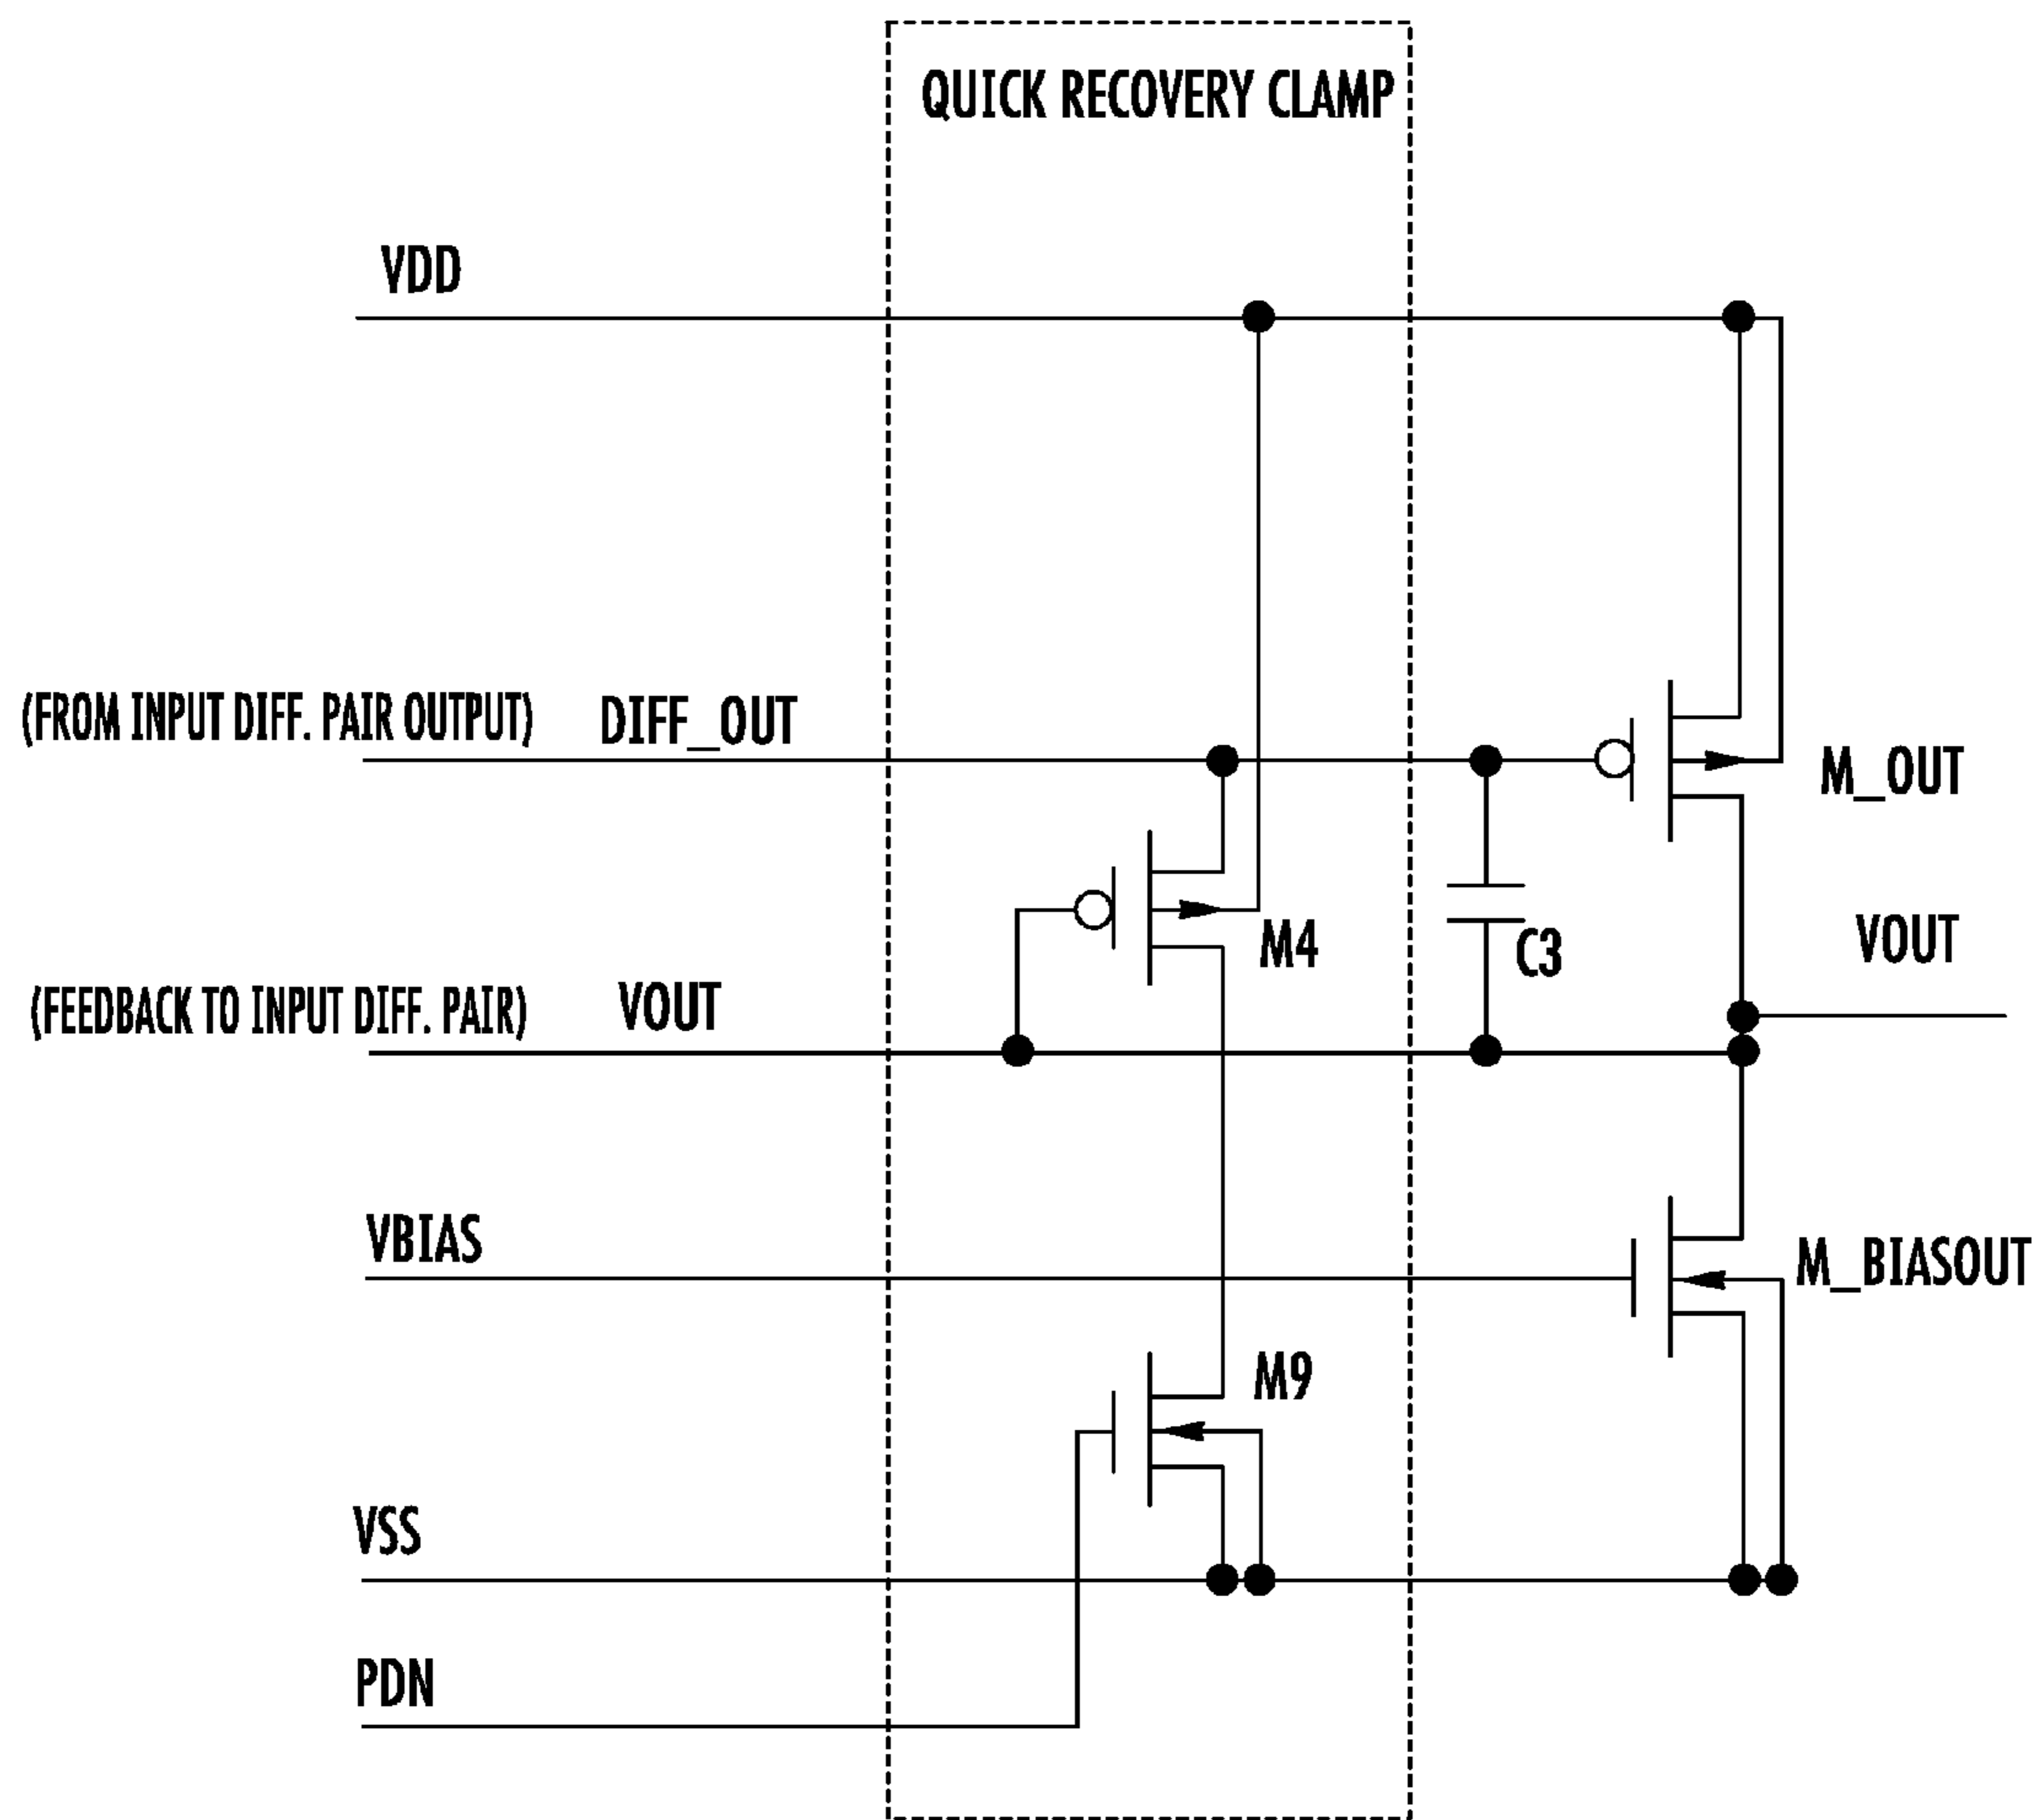 QUICK RECOVERY CLAMP
VDD
(FROM INPUT DIFF. PAIR OUTPUT) DIFF_OUT
M_OUT
M4
C3
VOUT
(FEEDBACK TO INPUT DIFF. PAIR) VOUT
VBIAS
M_BIASOUT
M9
VSS
PDN